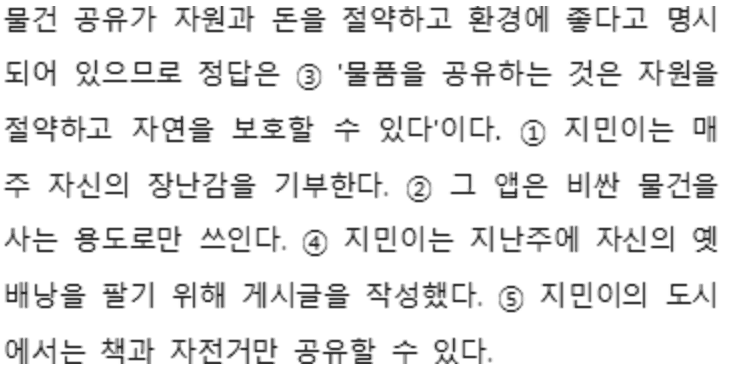 물건 공유가 자원과 돈을 절약하고 환경에 좋다고 명시
되어 있으므로 정답은 ③ '물품을 공유하는 것은 자원을
절약하고 자연을 보호할 수 있다'이다. ① 지민이는 매
주 자신의 장난감을 기부한다. ② 그 앱은 비싼 물건을
사는 용도로만 쓰인다. ④ 지민이는 지난주에 자신의 옛
배낭을 팔기 위해 게시글을 작성했다. ⑤ 지민이의 도시
에서는 책과 자전거만 공유할 수 있다.